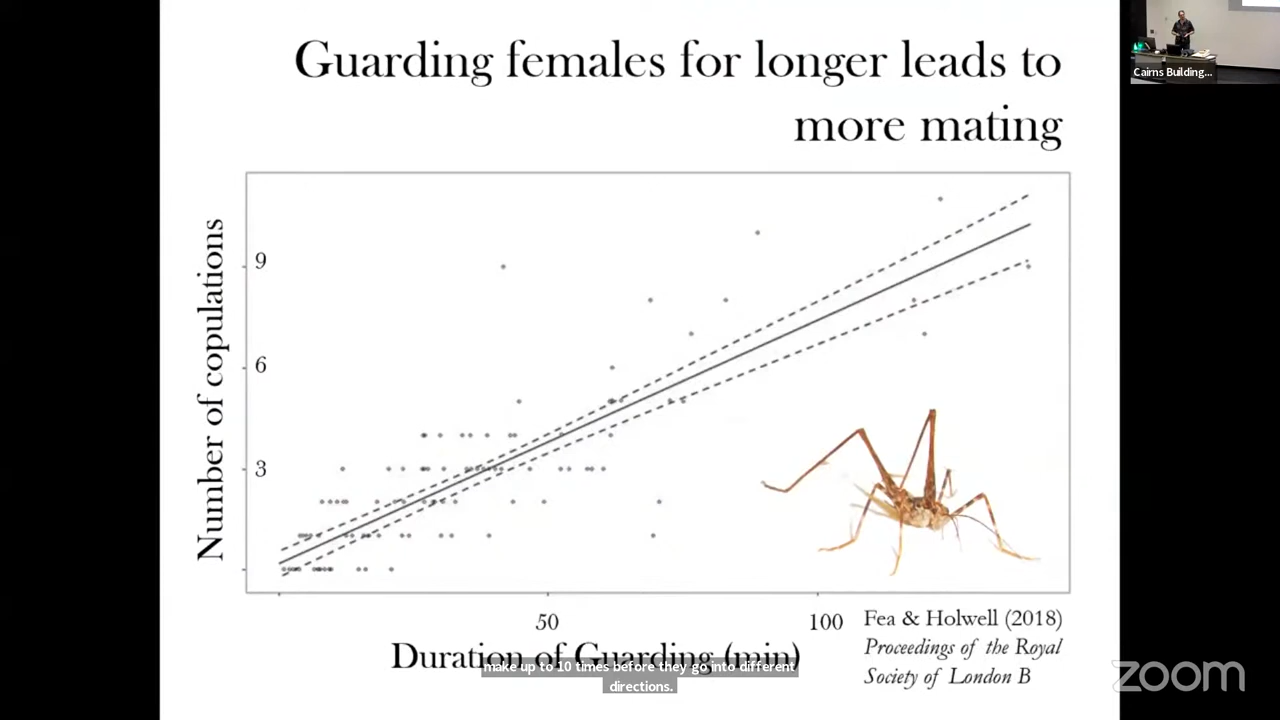 Guarding females for longer leads to
more mating
Cairns Building...
Number of copulations
9
6
3
50
100
Duration of Guarding (min)
Fea & Holwell (2018)
Proceedings of the Royal
Society of London B
make up to 10 times before they go into different
directions.
zoom